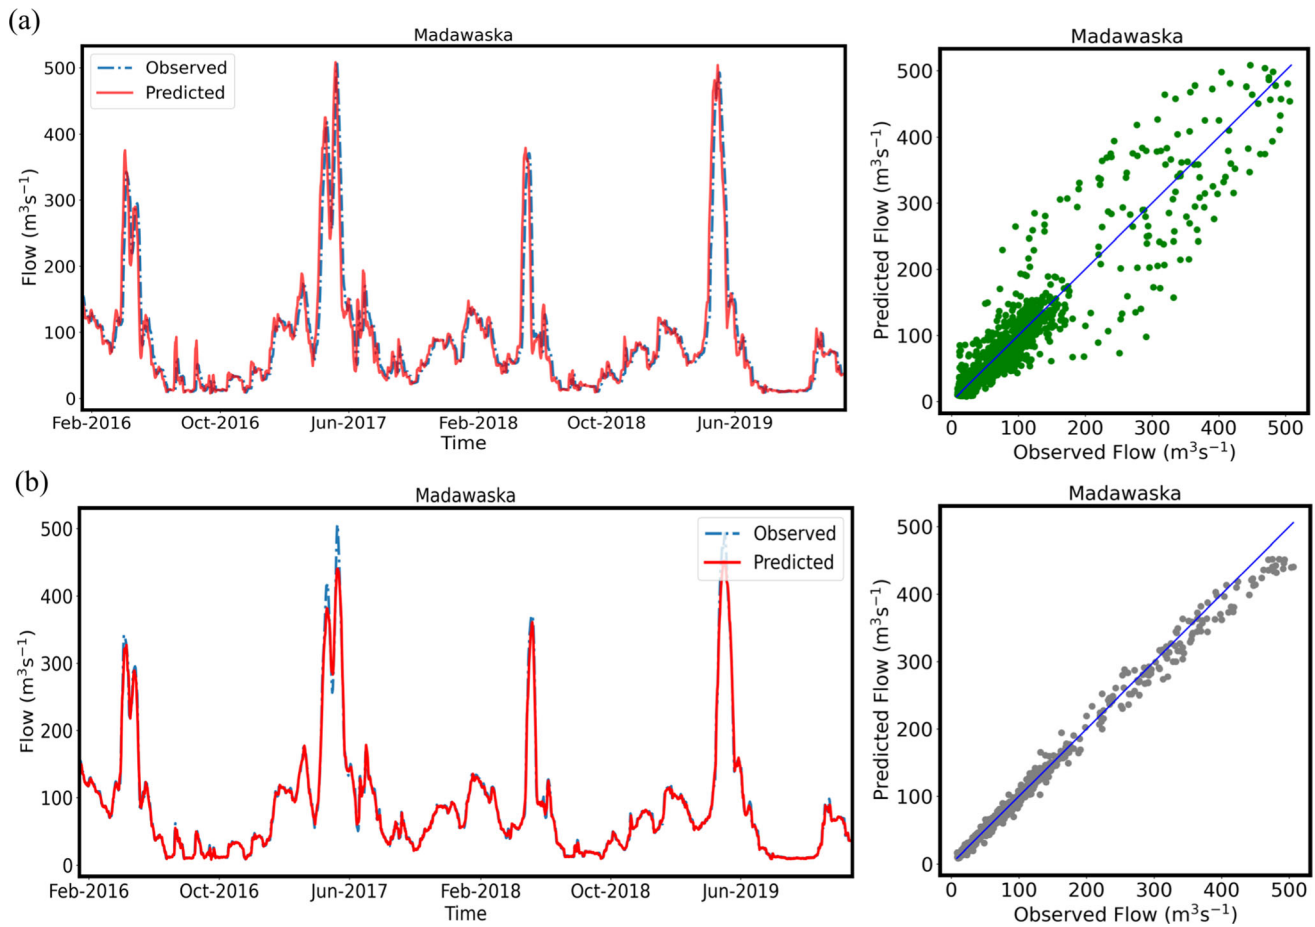 (a)
Madawaska
Observed
Predicted
500
400
300
200
100
0
Flow (m³s⁻¹)
Feb-2016 Oct-2016 Jun-2017 Feb-2018 Oct-2018 Jun-2019
Time
Madawaska
500
400
300
200
100
0
Predicted Flow (m³s⁻¹)
0 100 200 300 400 500
Observed Flow (m³s⁻¹)
(b)
Madawaska
Observed
Predicted
500
400
300
200
100
0
Flow (m³s⁻¹)
Feb-2016 Oct-2016 Jun-2017 Feb-2018 Oct-2018 Jun-2019
Time
Madawaska
500
400
300
200
100
0
Predicted Flow (m³s⁻¹)
0 100 200 300 400 500
Observed Flow (m³s⁻¹)